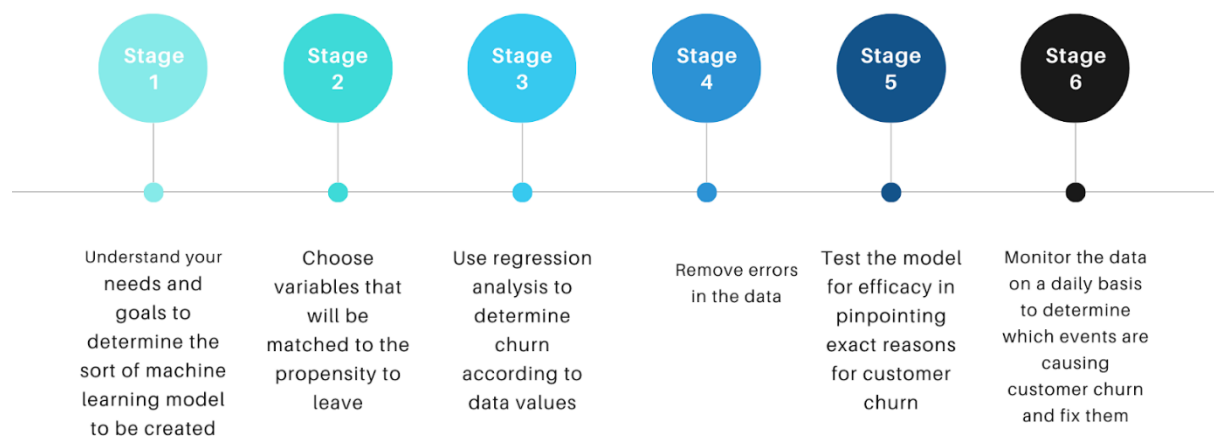 Stage
1
Stage
2
Stage
3
Stage
4
Stage
5
Stage
6
Understand your
needs and
goals to
determine the
sort of machine
learning model
to be created
Choose
variables that
will be
matched to the
propensity to
leave
Use regression
analysis to
determine
churn
according to
data values
Remove errors
in the data
Test the model
for efficacy in
pinpointing
exact reasons
for customer
churn
Monitor the data
on a daily basis
to determine
which events are
causing
customer churn
and fix them